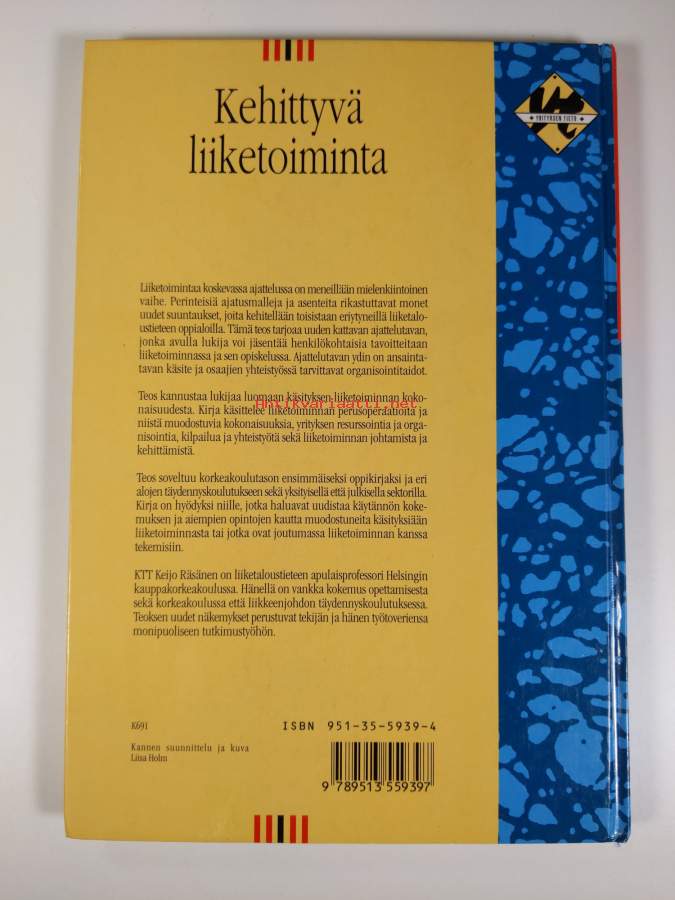 Kehittyvä
liiketoiminta
YRITYKSEN TIETO
Liiketoimintaa koskevassa ajattelussa on meneillään mielenkiintoinen
vaihe. Perinteisiä ajatusmalleja ja asenteita rikastuttavat monet
uudet suuntaukset, joita kehitellään toisistaan eriytyneillä liiketalo-
ustieteen oppialoilla. Tämä teos tarjoaa uuden kattavan ajattelutavan,
jonka avulla lukija voi jäsentää henkilökohtaisia tavoitteitaan
liiketoiminnassa ja sen opiskelussa. Ajattelutavan ydin on ansainta-
tavan käsite ja osaajien yhteistyössä tarvittavat organisointitaidot.
Teos kannustaa lukijaa luomaan käsityksen liiketoiminnan koko-
antikvariaatti.net
naisuudesta. Kirja käsittelee liiketoiminnan perusoperaatioita ja
niistä muodostuvia kokonaisuuksia, yrityksen resurssointia ja orga-
nisointia, kilpailua ja yhteistyötä sekä liiketoiminnan johtamista ja
kehittämistä.
Teos soveltuu korkeakoulutason ensimmäiseksi oppikirjaksi ja eri
alojen täydennyskoulutukseen sekä yksityisellä että julkisella sektorilla.
Kirja on hyödyksi niille, jotka haluavat uudistaa käytännön koke-
muksen ja aiempien opintojen kautta muodostuneita käsityksiään
liiketoiminnasta tai jotka ovat joutumassa liiketoiminnan kanssa
tekemisiin.
KTT Keijo Räsänen on liiketaloustieteen apulaisprofessori Helsingin
kauppakorkeakoulussa. Hänellä on vankka kokemus opettamisesta
sekä korkeakoulussa että liikkeenjohdon täydennyskoulutuksessa.
Teoksen uudet näkemykset perustuvat tekijän ja hänen työtoveriensa
monipuoliseen tutkimustyöhön.
K691
ISBN 951-35-5939-4
Kannen suunnittelu ja kuva
Liisa Holm
9 789513 559397